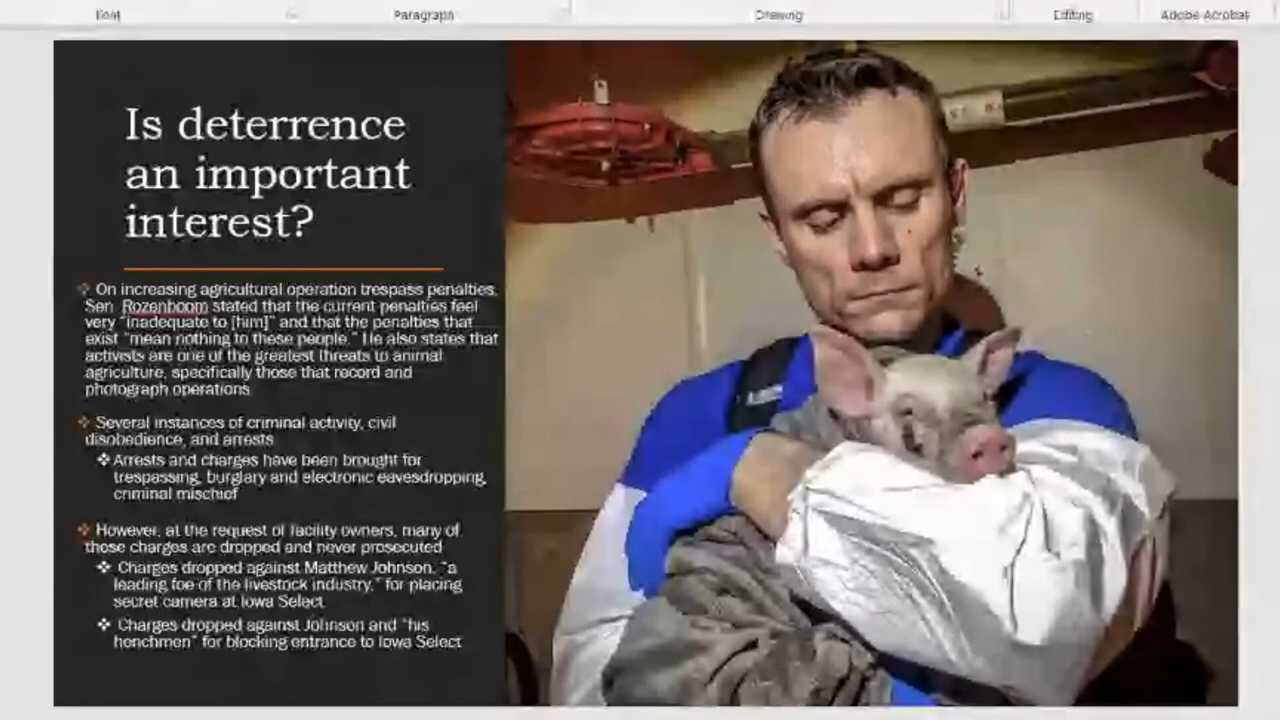 Font Paragraph Drawing Editing Adobe Acrobat
Is deterrence
an important
interest?
On increasing agricultural operation trespass penalties,
Sen. Rozenboom stated that the current penalties feel
very "inadequate to [him]" and that the penalties that
exist "mean nothing to these people." He also states that
activists are one of the greatest threats to animal
agriculture, specifically those that record and
photograph operations
Several instances of criminal activity, civil
disobedience, and arrests
Arrests and charges have been brought for
trespassing, burglary and electronic eavesdropping,
criminal mischief
However, at the request of facility owners, many of
those charges are dropped and never prosecuted
Charges dropped against Matthew Johnson, "a
leading foe of the livestock industry," for placing
secret camera at Iowa Select
Charges dropped against Johnson and "his
henchmen" for blocking entrance to Iowa Select